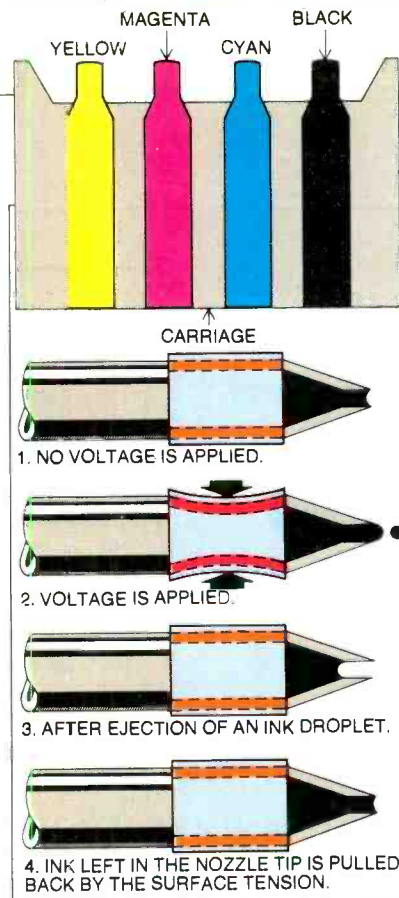 MAGENTA
BLACK
YELLOW
CYAN
CARRIAGE
1. NO VOLTAGE IS APPLIED.
2. VOLTAGE IS APPLIED.
3. AFTER EJECTION OF AN INK DROPLET.
4. INK LEFT IN THE NOZZLE TIP IS PULLED
BACK BY THE SURFACE TENSION.